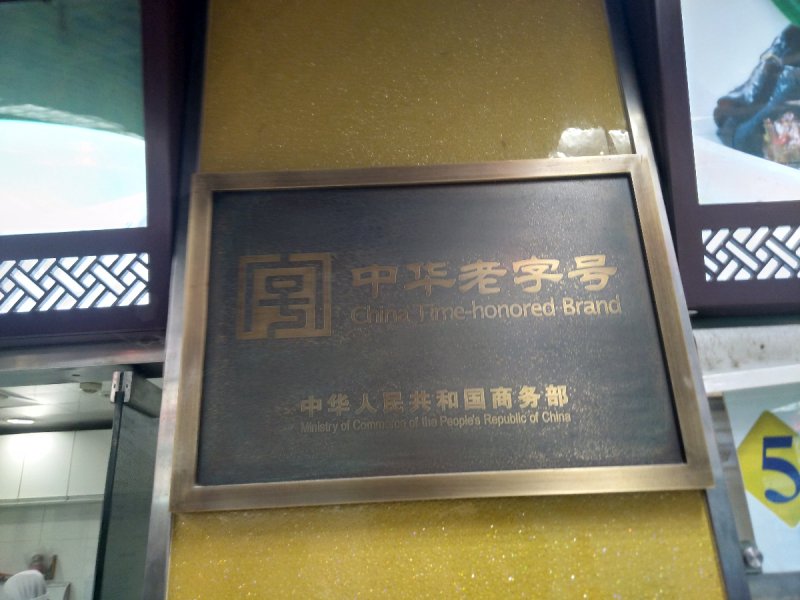 中华老字号
China Time-honored Brand
中华人民共和国商务部
Ministry of Commerce of the People's Republic of China
5